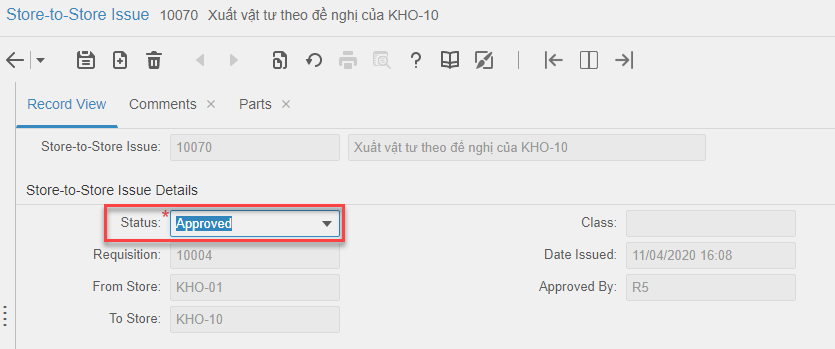 Store-to-Store Issue 10070 Xuất vật tư theo đề nghị của KHO-10
Record View Comments × Parts ×
Store-to-Store Issue: 10070 Xuất vật tư theo đề nghị của KHO-10
Store-to-Store Issue Details
Status: * Approved Class:
Requisition: 10004 Date Issued: 11/04/2020 16:08
From Store: KHO-01 Approved By: R5
To Store: KHO-10